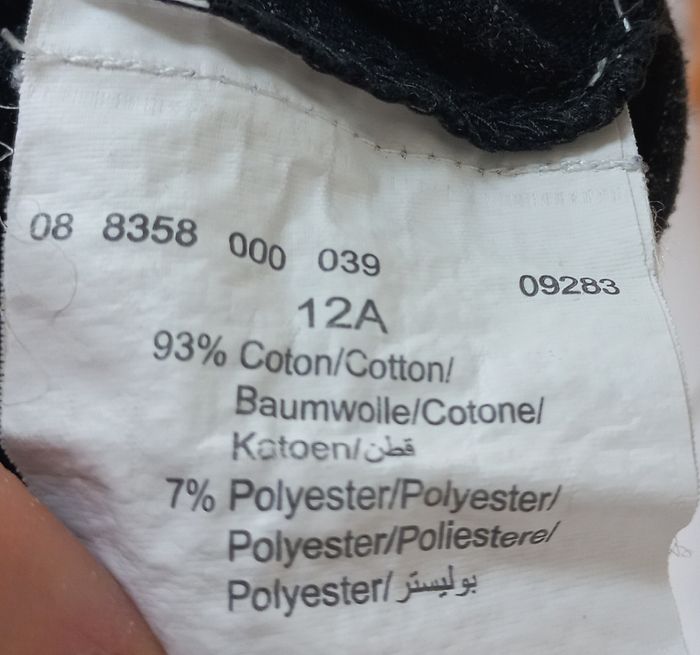 08 8358 000 039 09283
12A
93% Coton/Cotton/
Baumwolle/Cotone/
Katoen/قطن
7% Polyester/Polyester/
Polyester/Poliestere/
Polyester/بوليستر